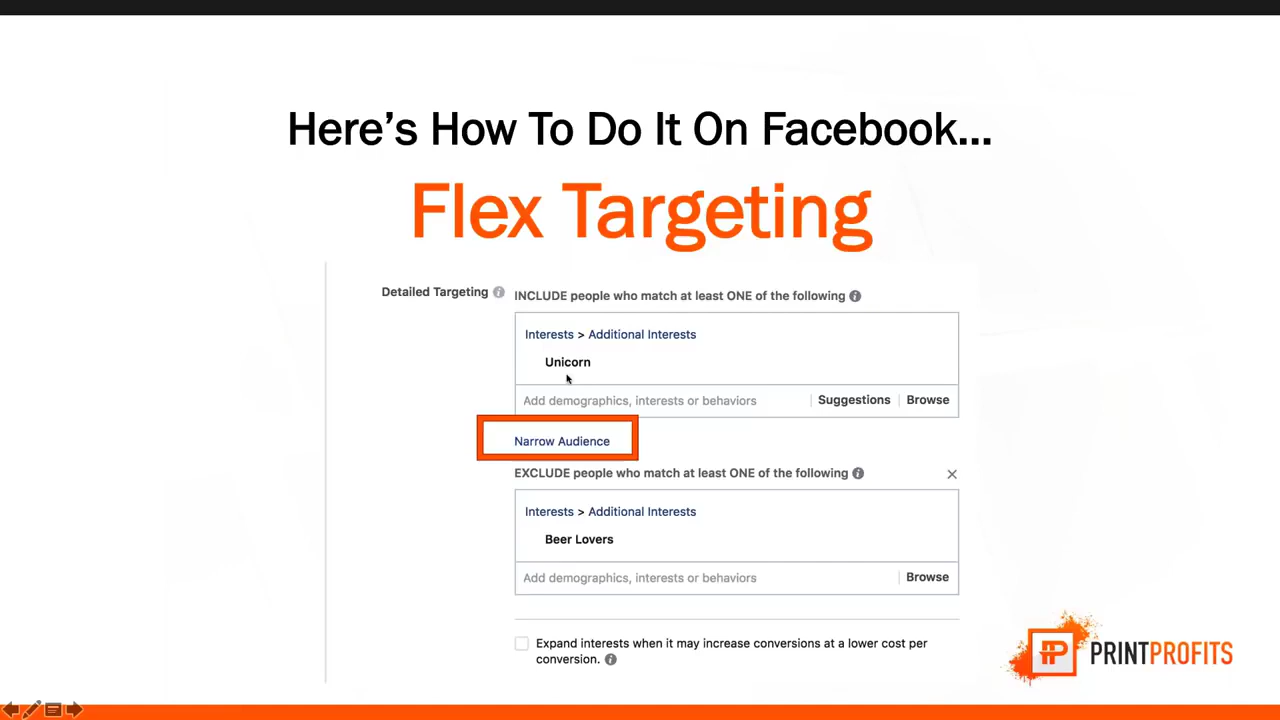 Here's How To Do It On Facebook...
Flex Targeting
Detailed Targeting
INCLUDE people who match at least ONE of the following
Interests > Additional Interests
Unicorn
Add demographics, interests or behaviors
Suggestions
Browse
Narrow Audience
EXCLUDE people who match at least ONE of the following
Interests > Additional Interests
Beer Lovers
Add demographics, interests or behaviors
Browse
Expand interests when it may increase conversions at a lower cost per
conversion.
PRINTPROFITS